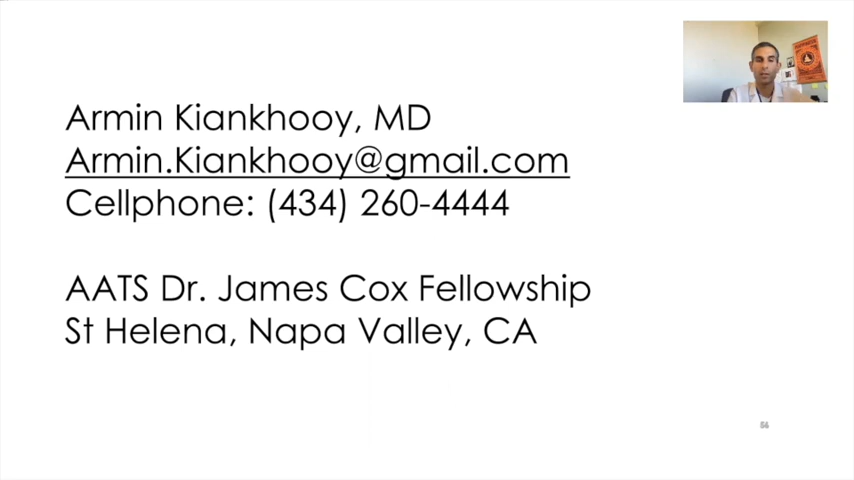 Armin Kiankhooy, MD
Armin.Kiankhooy@gmail.com
Cellphone: (434) 260-4444
AATS Dr. James Cox Fellowship
St Helena, Napa Valley, CA
56